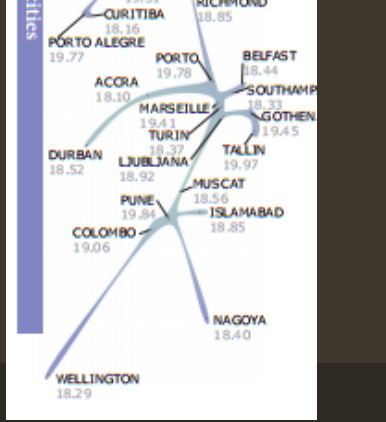 RICHMOND
18.85
CURITIBA
18.16
PORTO ALEGRE
19.77
PORTO
19.78
BELFAST
18.44
ACCRA
18.10
SOUTHAMP
18.33
MARSEILLE
19.41
GOTHEN
19.45
TURIN
18.37
TALLIN
19.97
DURBAN
18.52
LJUBLJANA
18.92
MUSCAT
18.56
PUNE
19.84
ISLAMABAD
18.85
COLOMBO
19.06
NAGOYA
18.40
WELLINGTON
18.29